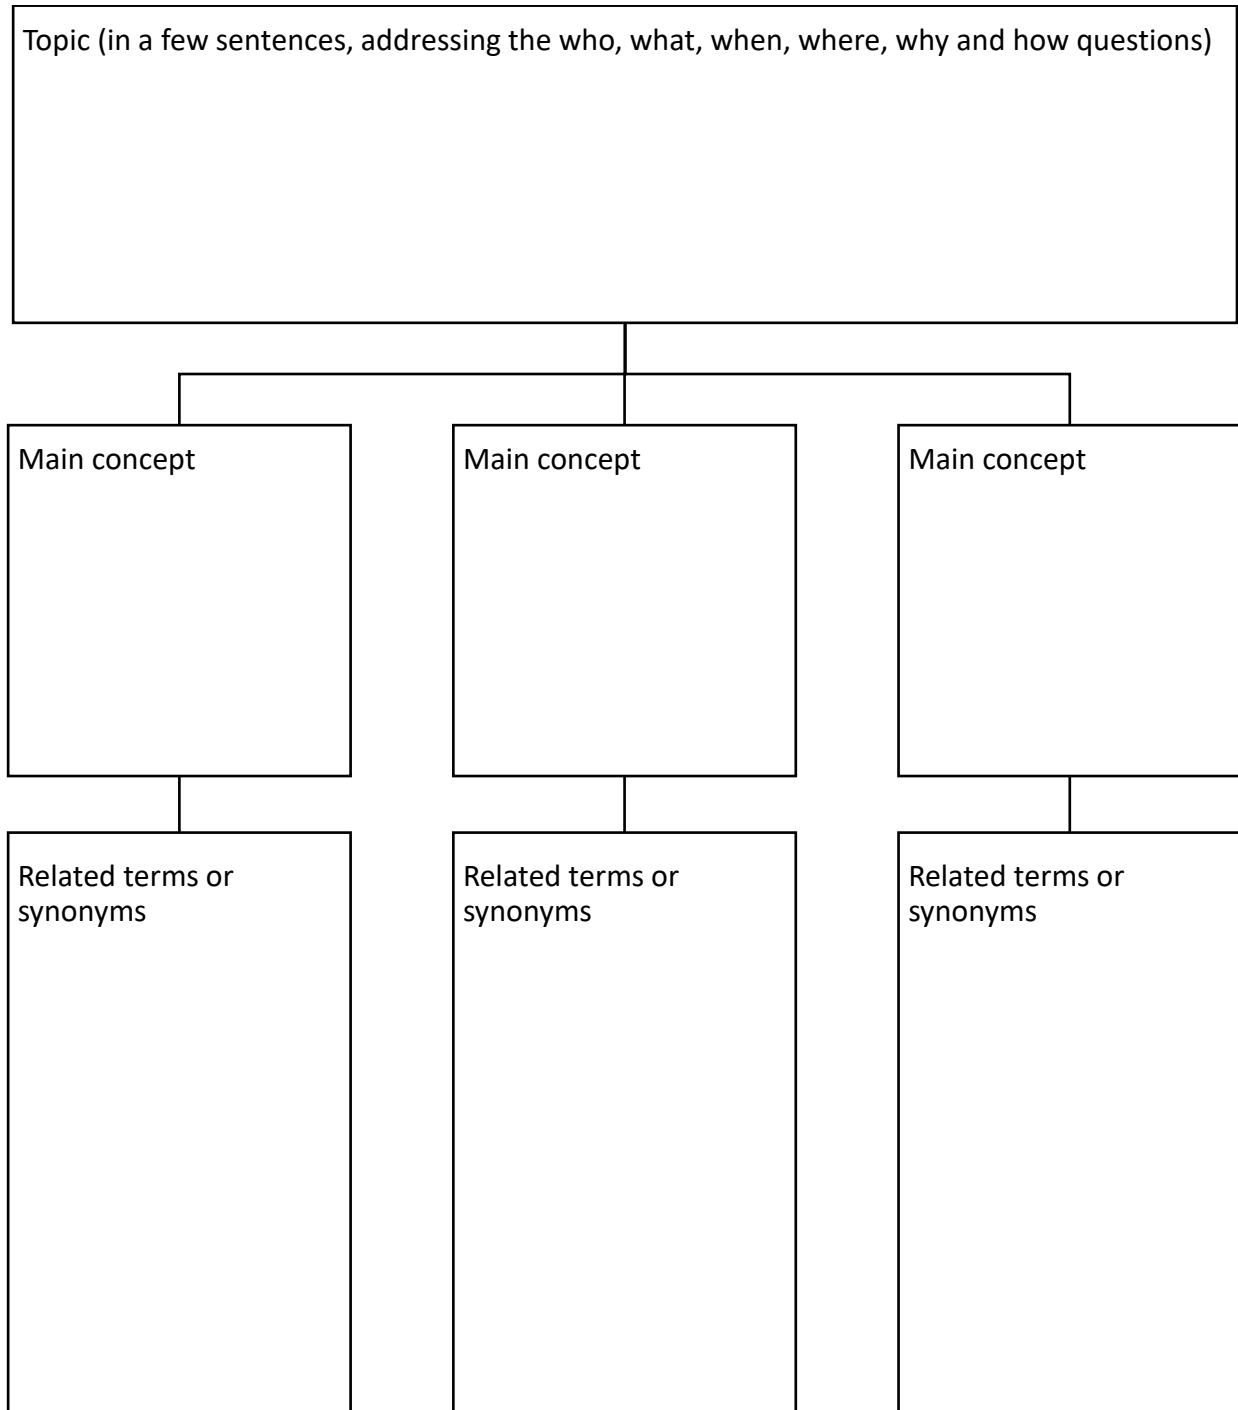 Topic (in a few sentences, addressing the who, what, when, where, why and how questions)
Main concept
Main concept
Main concept
Related terms or
synonyms
Related terms or
synonyms
Related terms or
synonyms